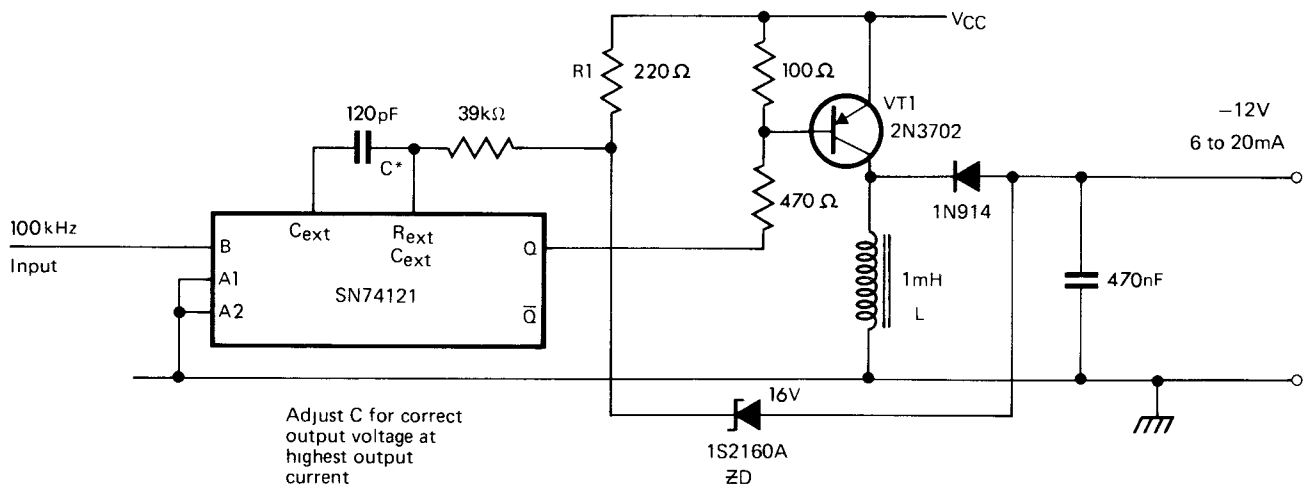 VCC
R1
220Ω
100Ω
VT1
2N3702
120pF
39kΩ
C*
−12V
6 to 20mA
470Ω
1N914
100kHz
Input
B
A1
A2
Cext
Rext
Cext
Q
Q̅
SN74121
1mH
L
470nF
16V
1S2160A
ZD
Adjust C for correct
output voltage at
highest output
current